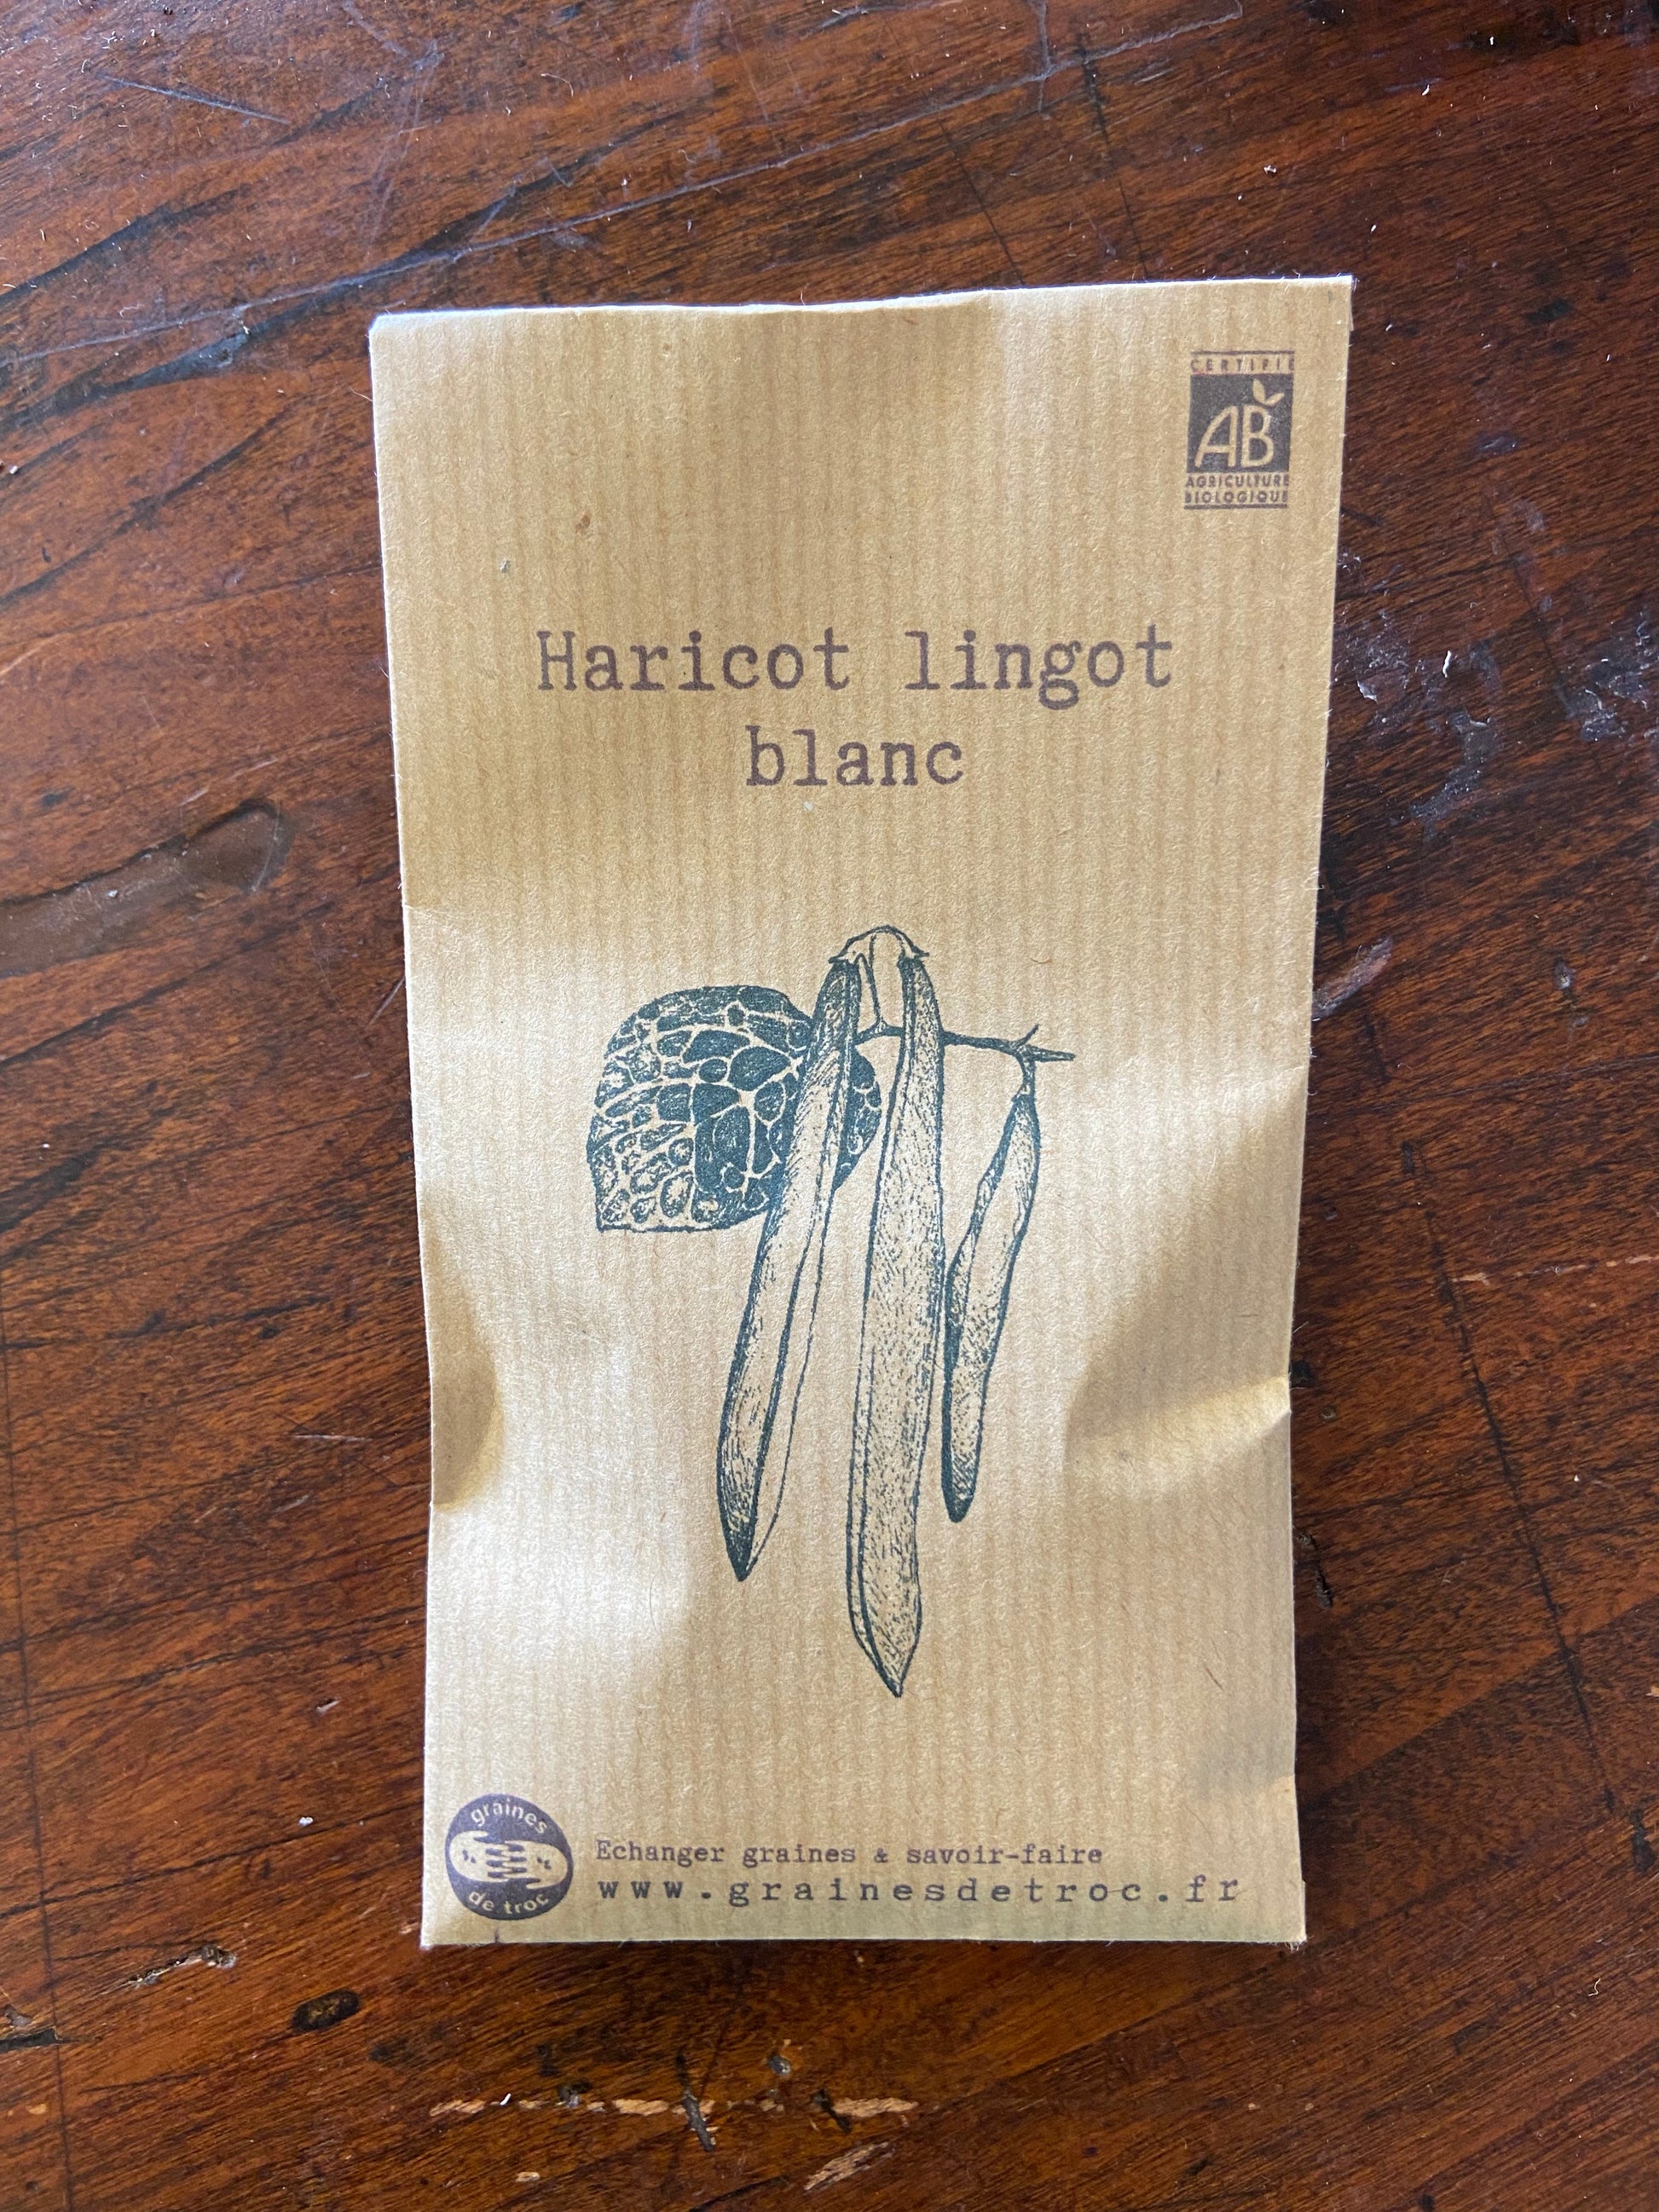 CERTIFIÉ
AB
AGRICULTURE
BIOLOGIQUE
Haricot lingot
blanc
graines
de troc
Echanger graines & savoir-faire
www.grainesdetroc.fr